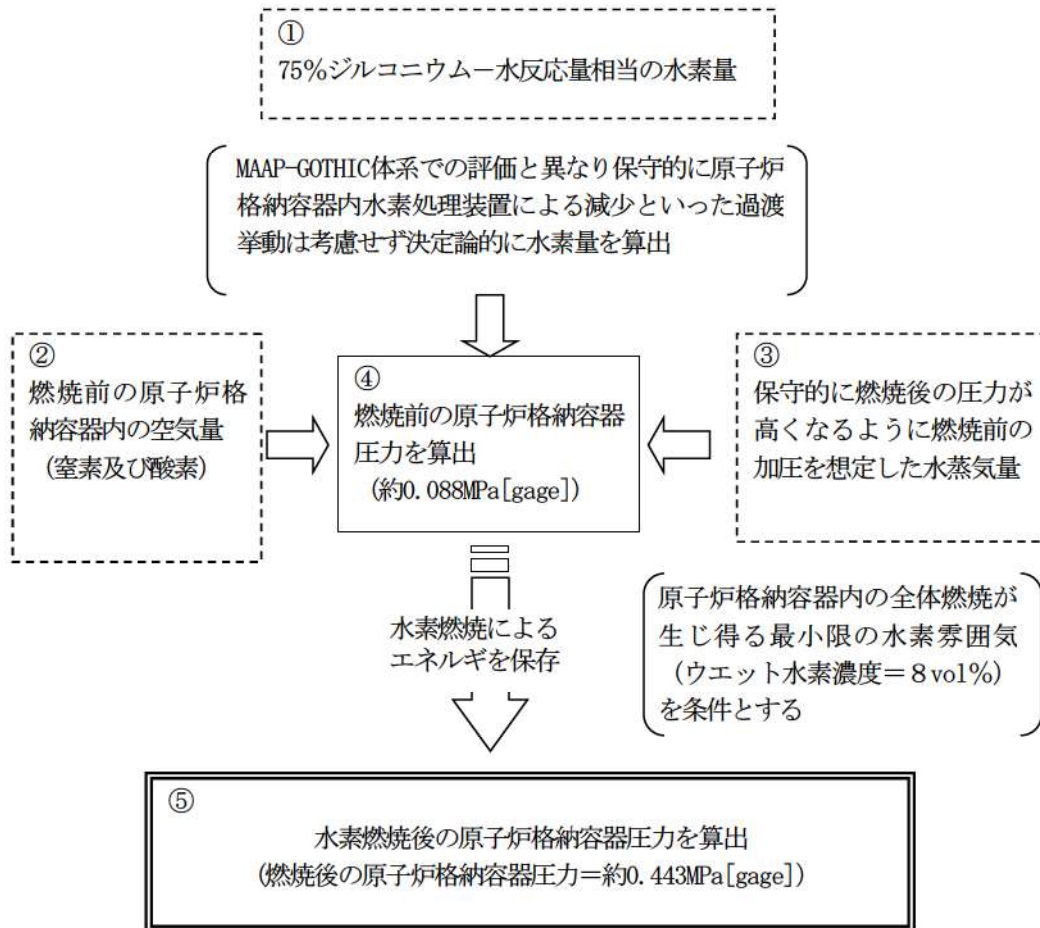 ①
75%ジルコニウム－水反応量相当の水素量
MAAP-GOTHIC体系での評価と異なり保守的に原子炉
格納容器内水素処理装置による減少といった過渡
挙動は考慮せず決定論的に水素量を算出
②
燃焼前の原子炉格
納容器内の空気量
(窒素及び酸素)
④
燃焼前の原子炉格納容器
圧力を算出
(約0.088MPa[gage])
③
保守的に燃焼後の圧力が
高くなるように燃焼前の
加圧を想定した水蒸気量
水素燃焼による
エネルギを保存
原子炉格納容器内の全体燃焼が
生じ得る最小限の水素雰囲気
（ウエット水素濃度＝８vol%）
を条件とする
⑤
水素燃焼後の原子炉格納容器圧力を算出
(燃焼後の原子炉格納容器圧力＝約0.443MPa[gage])